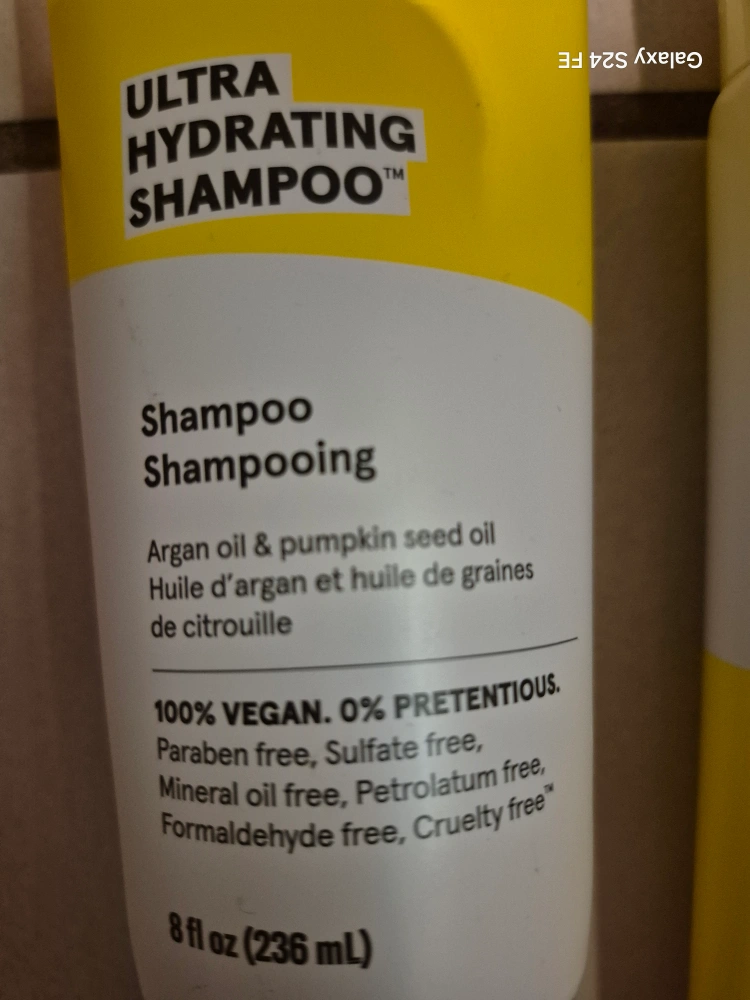 Galaxy S24 FE
ULTRA
HYDRATING
SHAMPOO™
Shampoo
Shampooing
Argan oil & pumpkin seed oil
Huile d'argan et huile de graines
de citrouille
100% VEGAN. 0% PRETENTIOUS.
Paraben free, Sulfate free,
Mineral oil free, Petrolatum free,
Formaldehyde free, Cruelty free™
8 fl oz (236 mL)